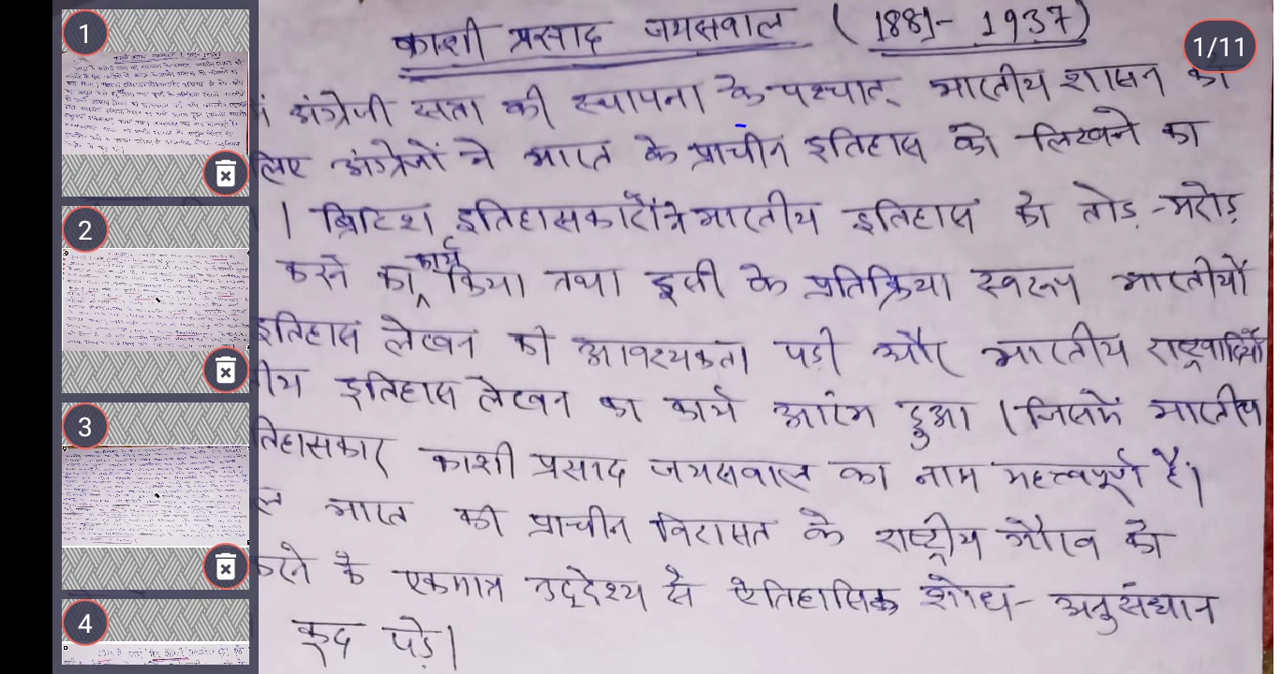 काशी प्रसाद जयसवाल ( 1881- 1937)
1/11
में अंग्रेजी सत्ता की स्थापना के पश्चात् भारतीय शासन को
लिए अंग्रेजों ने भारत के प्राचीन इतिहास को लिखने का
। ब्रिटिश इतिहासकारों ने भारतीय इतिहास को तोड़-मरोड़
करने का कार्य किया तथा इसी के प्रतिक्रिया स्वरूप भारतीयों
इतिहास लेखन की आवश्यकता पड़ी और भारतीय राष्ट्रवादियों
तीय इतिहास लेखन का कार्य आरंभ हुआ। जिसमें भारतीय
तिहासकार काशी प्रसाद जयसवाल का नाम महत्त्वपूर्ण है।
ल भारत की प्राचीन विरासत के राष्ट्रीय गौरव को
करने के एकमात्र उद्देश्य से ऐतिहासिक शोध-अनुसंधान
कूद पड़े।
1
2
3
4